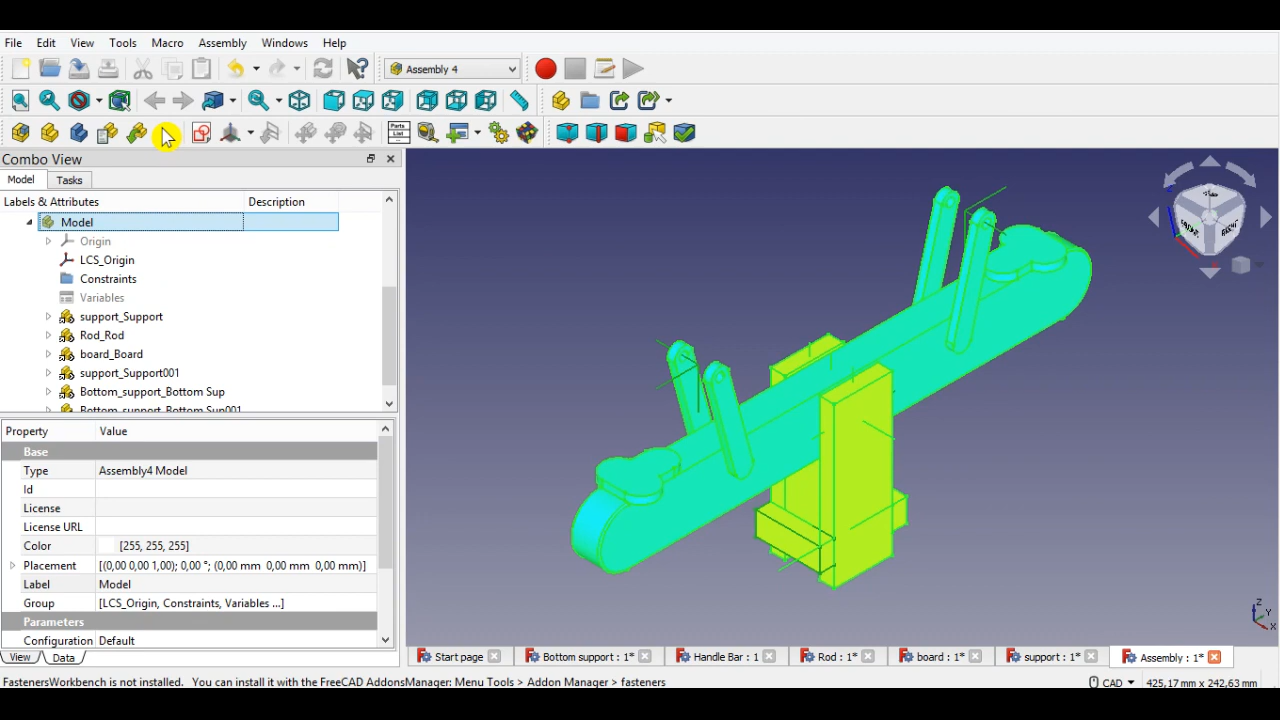 File Edit View Tools Macro Assembly Windows Help
Assembly 4
Parts List
Combo View
Model Tasks
Labels & Attributes Description
Model
Origin
LCS_Origin
Constraints
Variables
support_Support
Rod_Rod
board_Board
support_Support001
Bottom_support_Bottom Sup
Bottom_support_Bottom Sup001
Property Value
Base
Type Assembly4 Model
Id
License
License URL
Color [255, 255, 255]
Placement [(0,00 0,00 1,00); 0,00 °; (0,00 mm 0,00 mm 0,00 mm)]
Label Model
Group [LCS_Origin, Constraints, Variables ...]
Parameters
Configuration Default
View Data
RIGHT
Z
Y
X
Start page Bottom support : 1* Handle Bar : 1 Rod : 1* board : 1* support : 1* Assembly : 1*
FastenersWorkbench is not installed. You can install it with the FreeCAD AddonsManager: Menu Tools > Addon Manager > fasteners
CAD 425,17 mm x 242,63 mm